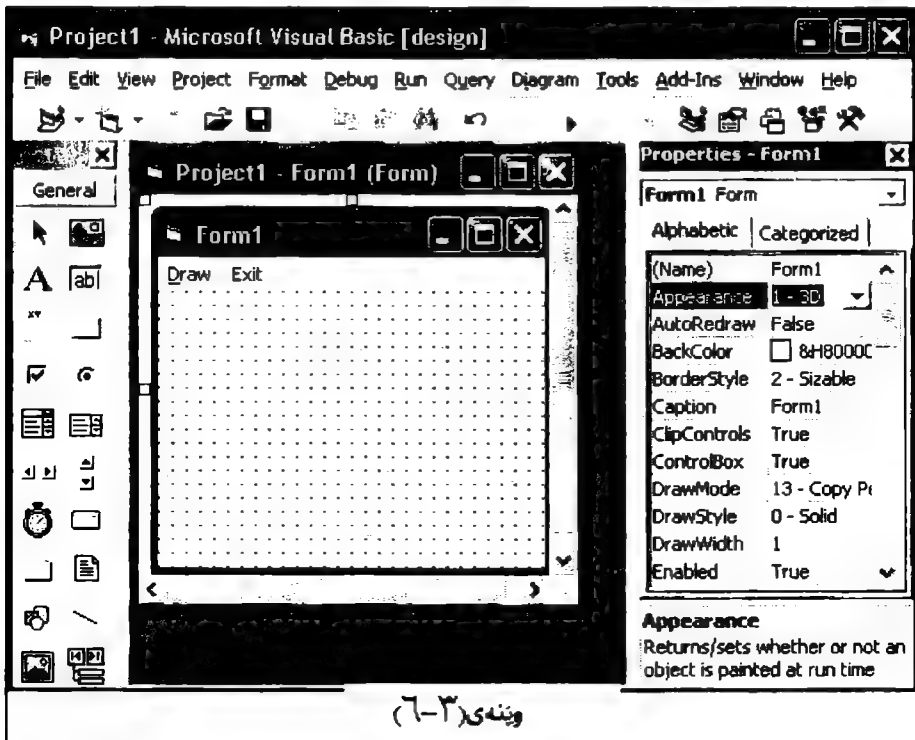 Project1 - Microsoft Visual Basic [design]
File Edit View Project Format Debug Run Query Diagram Tools Add-Ins Window Help
General
Project1 - Form1 (Form)
Form1
Draw Exit
Properties - Form1
Form1 Form
Alphabetic Categorized
(Name) Form1
Appearance 1 - 3D
AutoRedraw False
BackColor &H8000C
BorderStyle 2 - Sizable
Caption Form1
ClipControls True
ControlBox True
DrawMode 13 - Copy Pe
DrawStyle 0 - Solid
DrawWidth 1
Enabled True
Appearance
Returns/sets whether or not an
object is painted at run time
وێنەی(٣-٦)